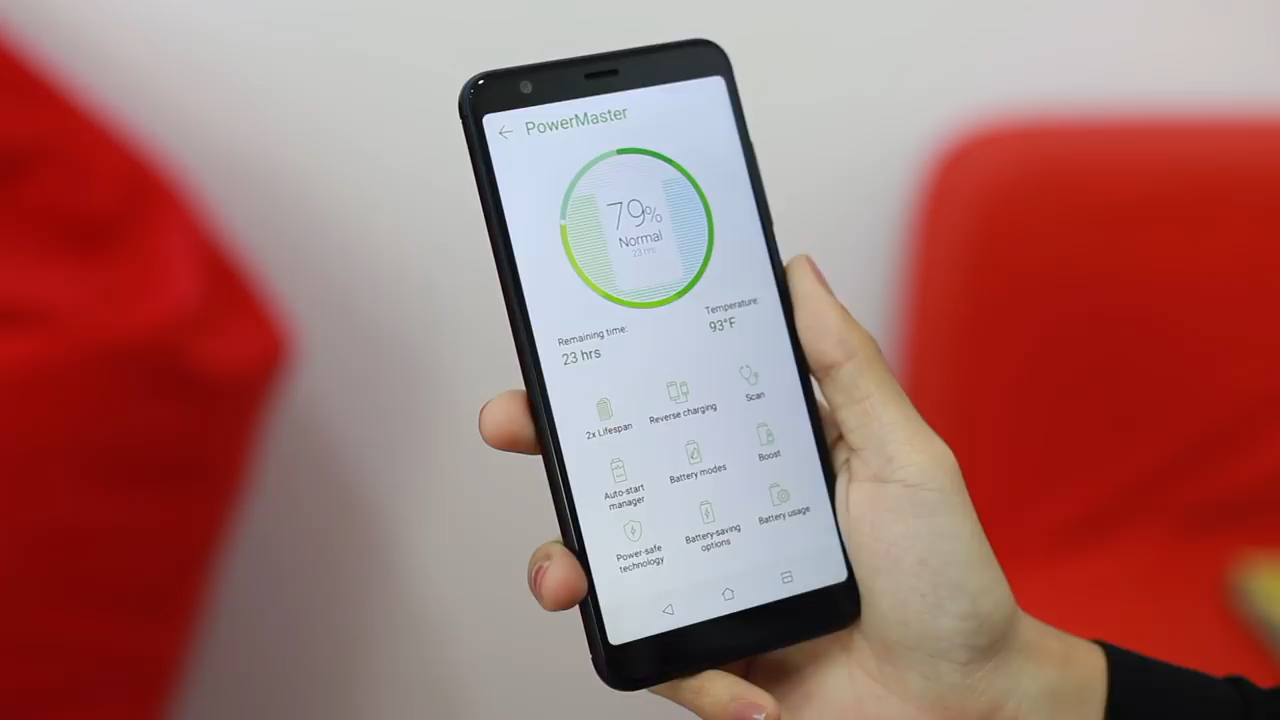 PowerMaster
79%
Normal
23 hrs
Remaining time:
23 hrs
Temperature:
93°F
2x Lifespan
Reverse charging
Scan
Auto-start
manager
Battery modes
Boost
Power-safe
technology
Battery-saving
options
Battery usage